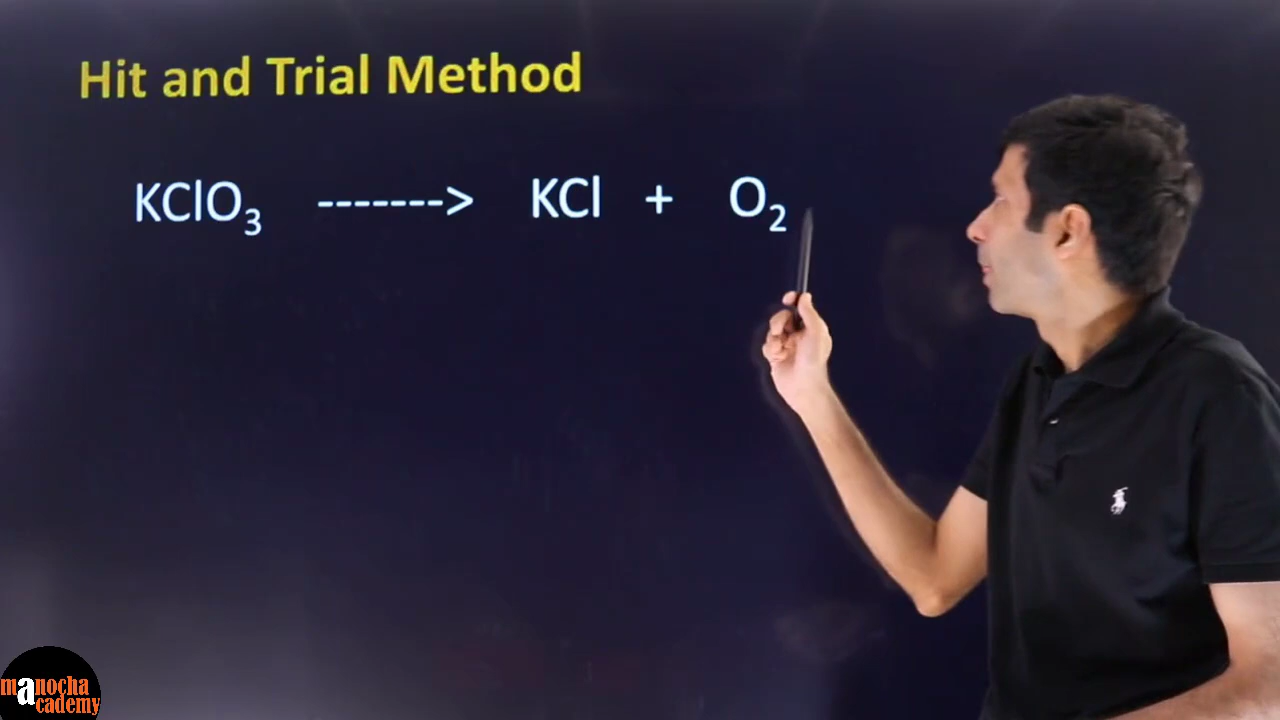 Hit and Trial Method
KClO₃ -------> KCl + O₂
manocha
academy